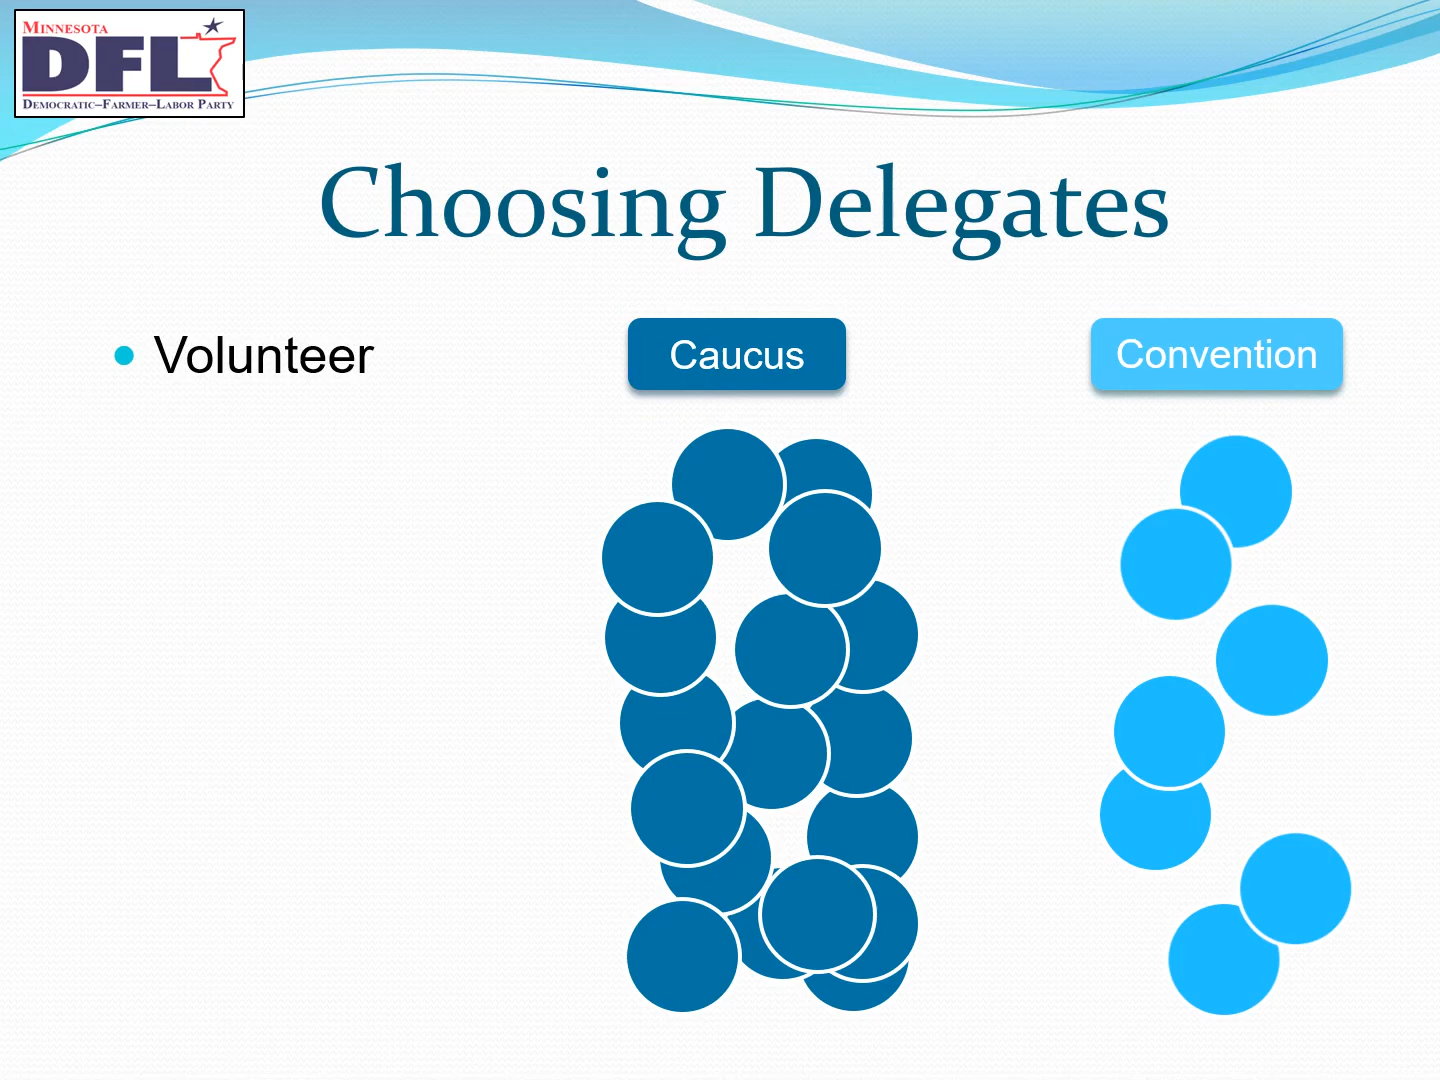 MINNESOTA
DFL
DEMOCRATIC–FARMER–LABOR PARTY
Choosing Delegates
• Volunteer
Caucus
Convention